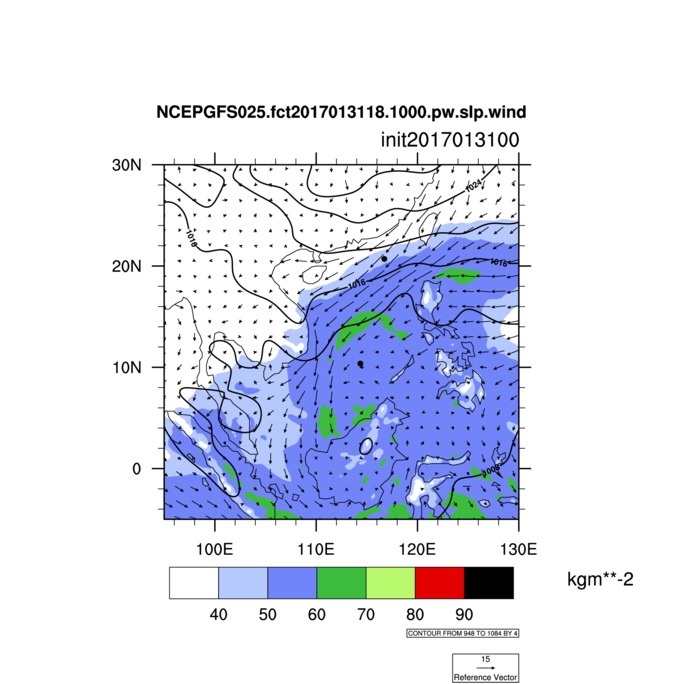 NCEPGFS025.fct2017013118.1000.pw.slp.wind
init2017013100
30N
1024
1018
20N
1016
1016
10N
0
1008
100E 110E 120E 130E
kgm**-2
40 50 60 70 80 90
CONTOUR FROM 948 TO 1084 BY 4
15
Reference Vector